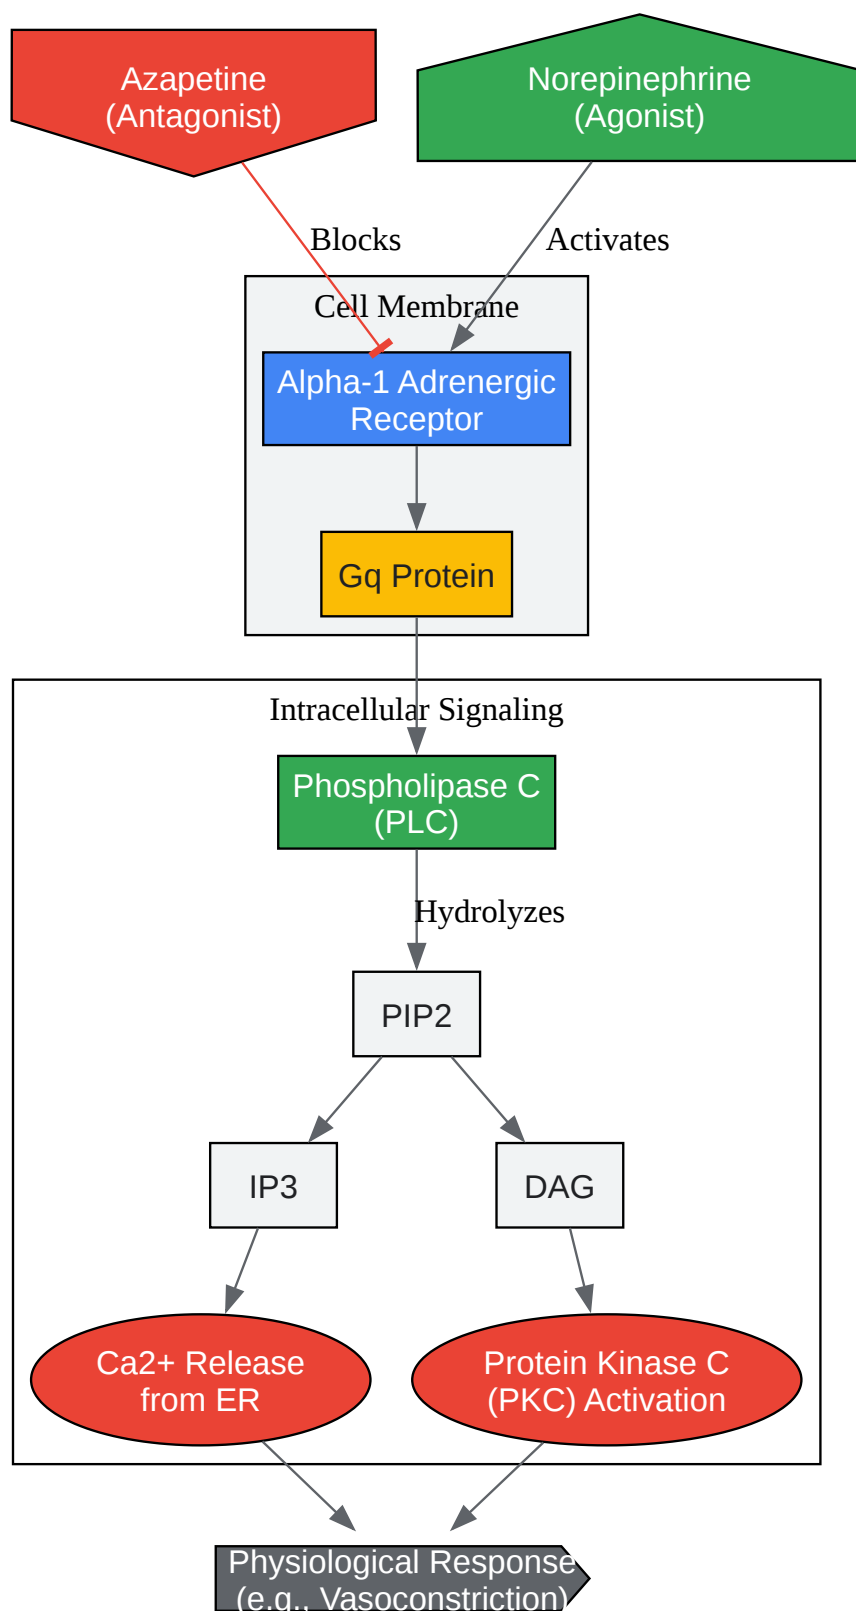 Azapetine
(Antagonist)
Norepinephrine
(Agonist)
Blocks
Activates
Cell Membrane
Alpha-1 Adrenergic
Receptor
Gq Protein
Intracellular Signaling
Phospholipase C
(PLC)
Hydrolyzes
PIP2
IP3
DAG
Ca2+ Release
from ER
Protein Kinase C
(PKC) Activation
Physiological Response
(e.g., Vasoconstriction)